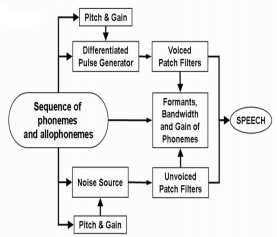 Pitch & Gain
Differentiated
Pulse Generator
Voiced
Patch Filters
Sequence of
phonemes
and allophonemes
Formants,
Bandwidth
and Gain of
Phonemes
SPEECH
Noise Source
Unvoiced
Patch Filters
Pitch & Gain